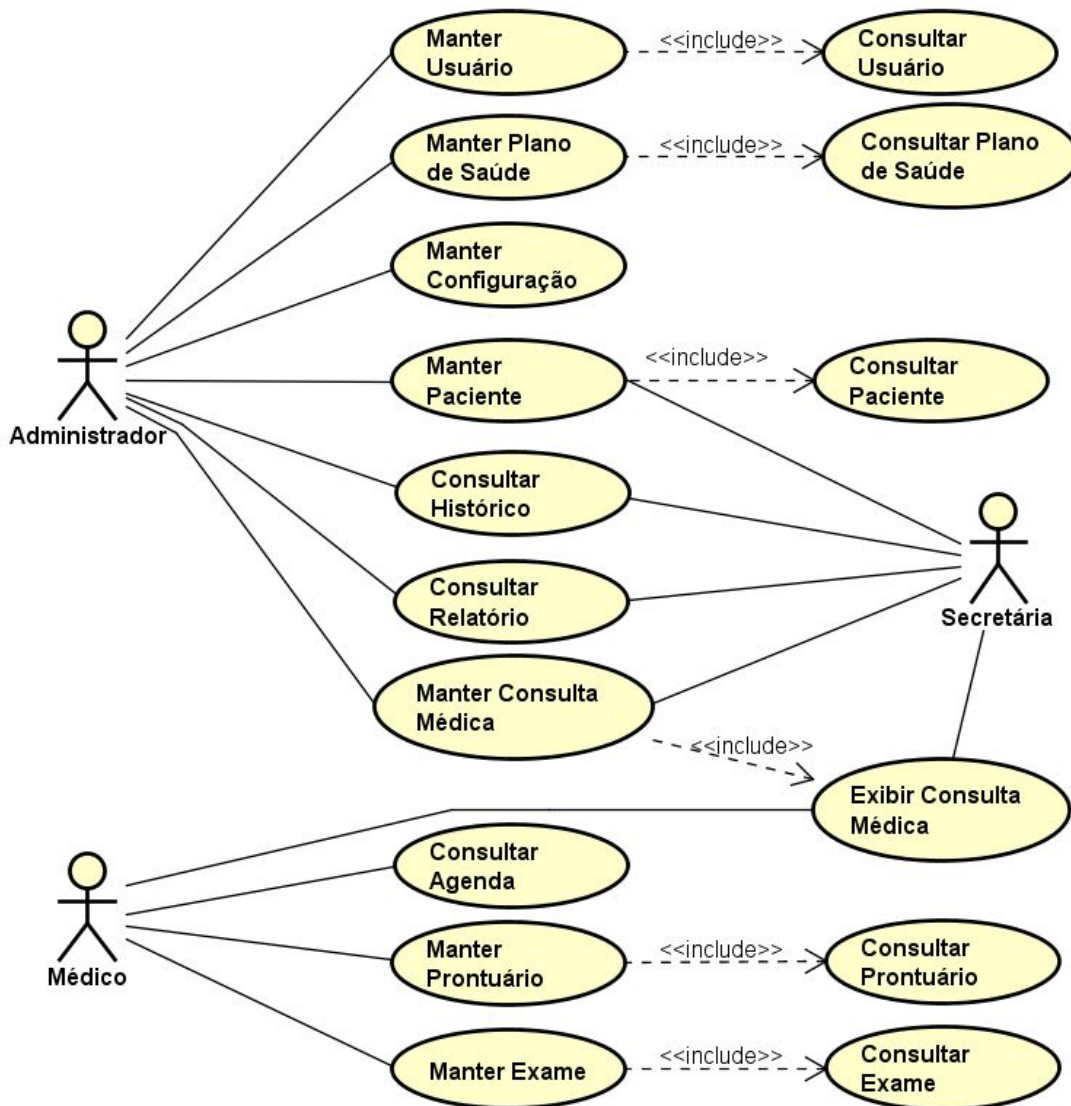 Manter
Usuário
<<include>>
Consultar
Usuário
Manter Plano
de Saúde
<<include>>
Consultar Plano
de Saúde
Manter
Configuração
Administrador
Manter
Paciente
<<include>>
Consultar
Paciente
Consultar
Histórico
Consultar
Relatório
Secretária
Manter Consulta
Médica
<<include>>
Exibir Consulta
Médica
Médico
Consultar
Agenda
Manter
Prontuário
<<include>>
Consultar
Prontuário
Manter Exame
<<include>>
Consultar
Exame